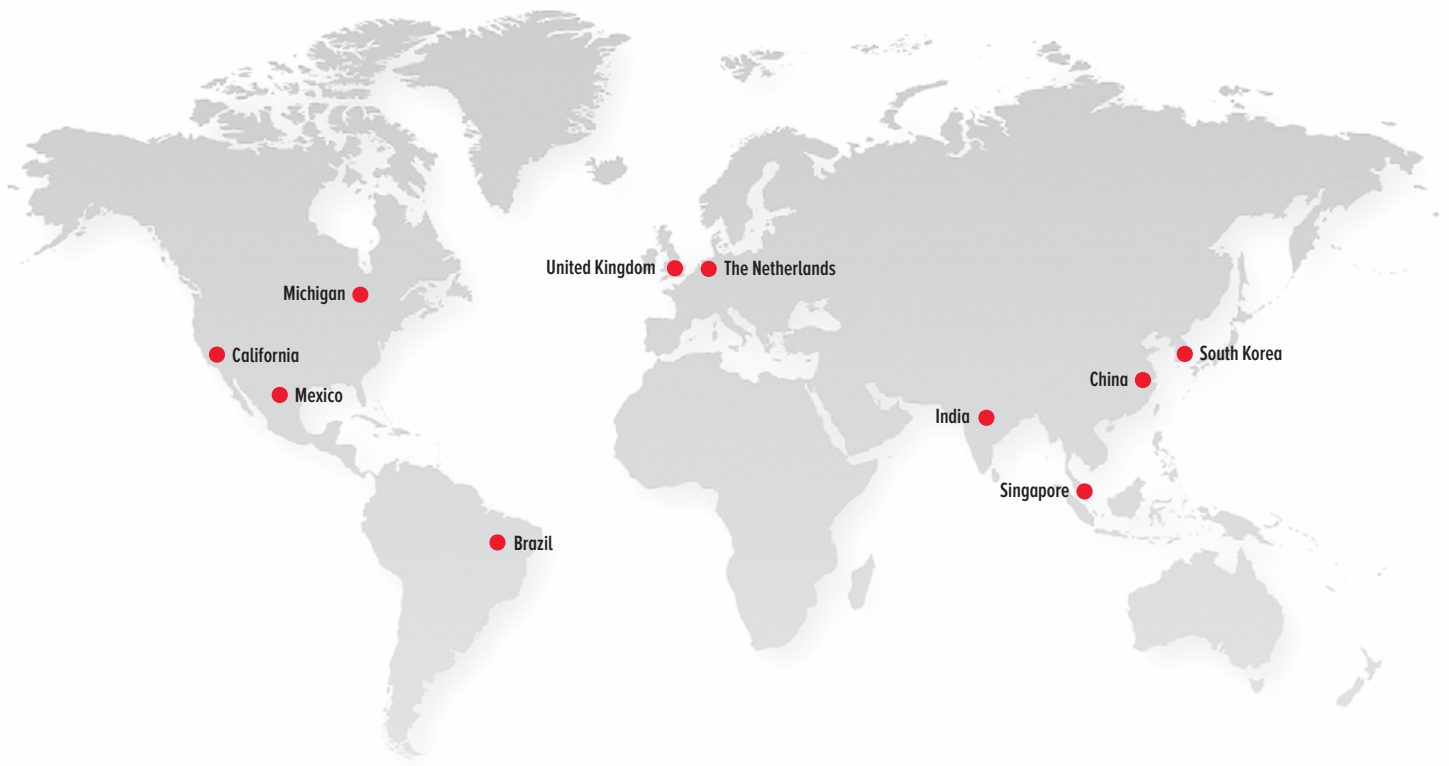 United Kingdom
The Netherlands
Michigan
California
South Korea
China
Mexico
India
Singapore
Brazil